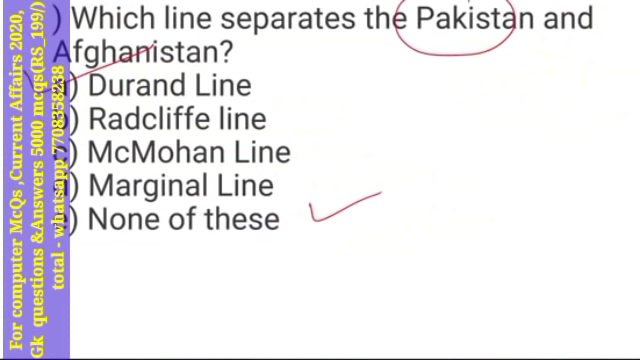 ) Which line separates the Pakistan and
Afghanistan?
) Durand Line
) Radcliffe line
) McMohan Line
) Marginal Line
) None of these
For computer McQs ,Current Affairs 2020,
Gk questions &Answers 5000 mcqs(RS_199/)
total - whatsapp 7708358238